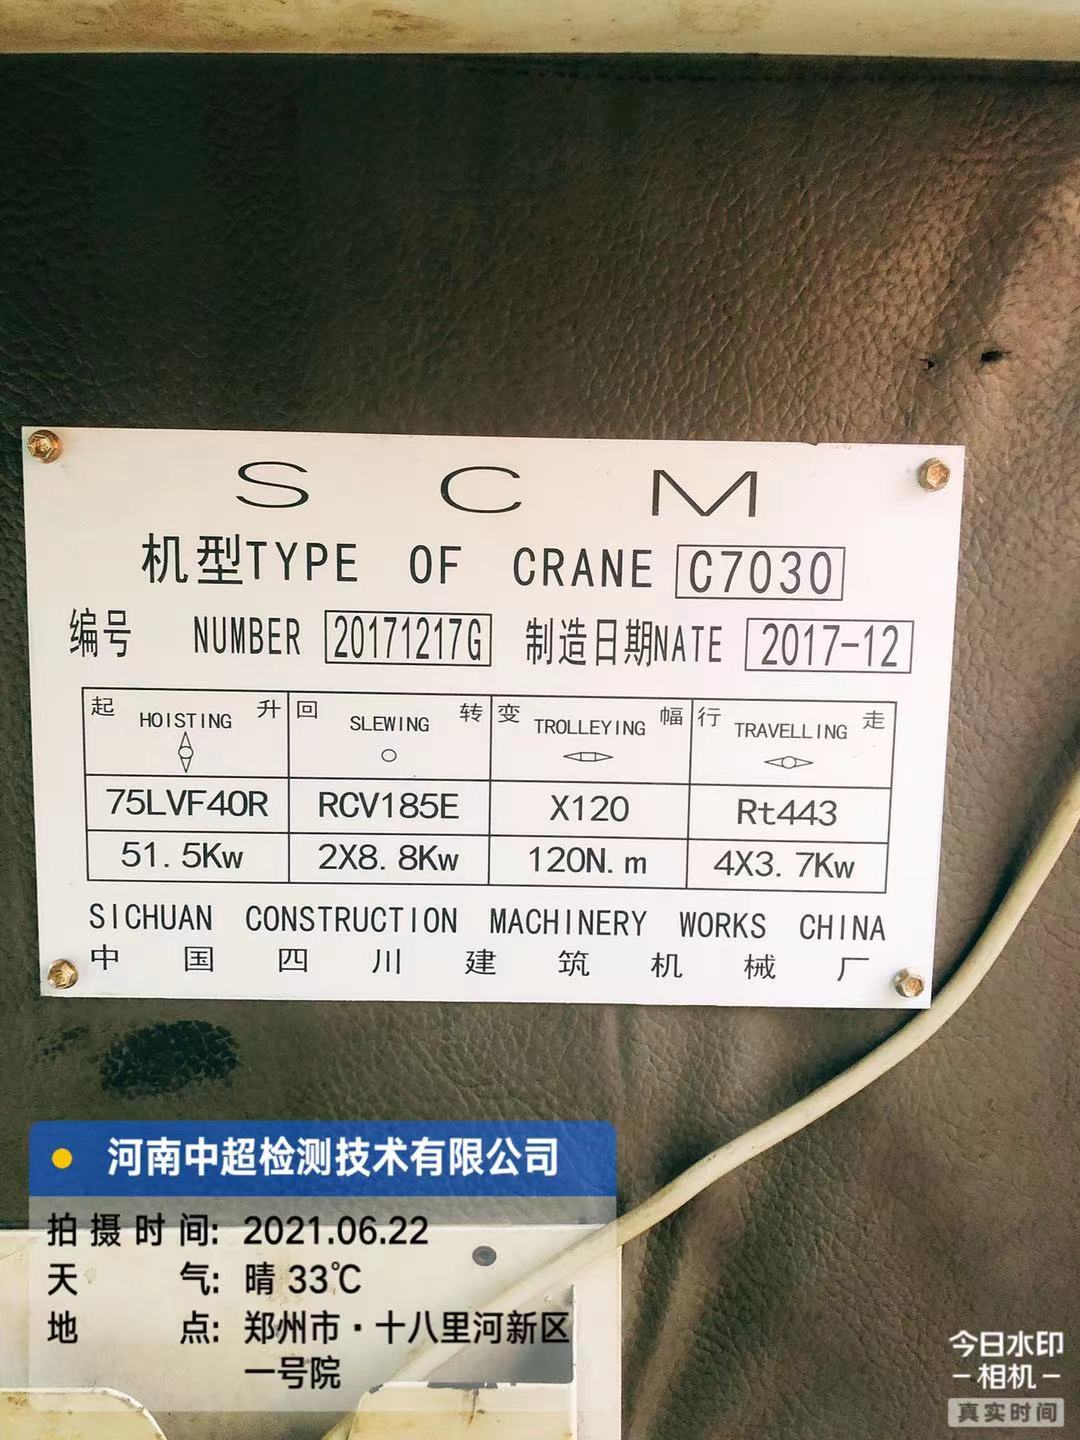 SCM
机型TYPE OF CRANE C7030
编号 NUMBER 20171217G 制造日期NATE 2017-12
起 HOISTING 升 回 SLEWING 转 变 TROLLEYING 幅 行 TRAVELLING 走
75LVF40R RCV185E X120 Rt443
51.5Kw 2X8.8Kw 120N.m 4X3.7Kw
SICHUAN CONSTRUCTION MACHINERY WORKS CHINA
中国四川建筑机械厂
河南中超检测技术有限公司
拍摄时间: 2021.06.22
天气: 晴 33℃
地点: 郑州市·十八里河新区
一号院
今日水印
-相机-
真实时间